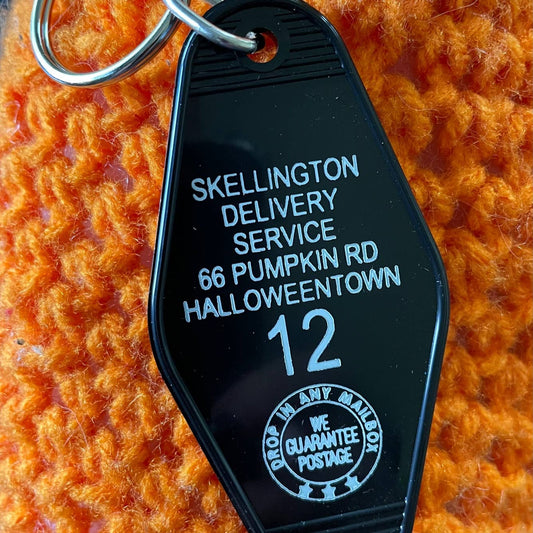 SKELLINGTON
DELIVERY
SERVICE
66 PUMPKIN RD
HALLOWEENTOWN
12
DROP IN ANY MAILBOX
WE
GUARANTEE
POSTAGE